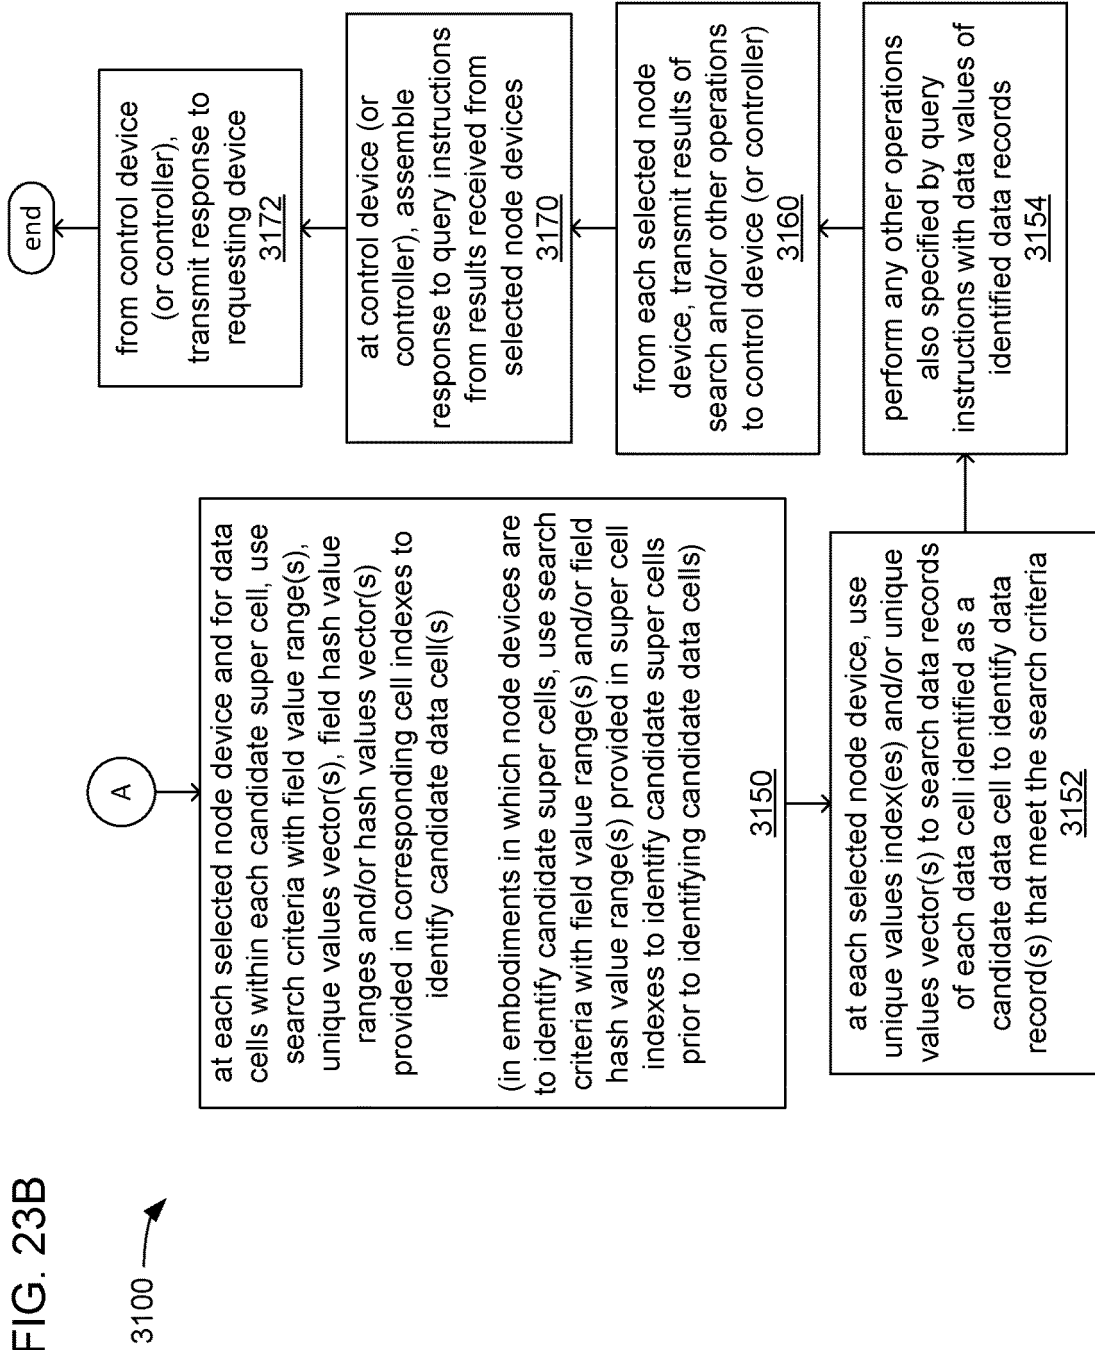 FIG. 23B
3100
A
at each selected node device and for data
cells within each candidate super cell, use
search criteria with field value range(s),
unique values vector(s), field hash value
ranges and/or hash values vector(s)
provided in corresponding cell indexes to
identify candidate data cell(s)
(in embodiments in which node devices are
to identify candidate super cells, use search
criteria with field value range(s) and/or field
hash value range(s) provided in super cell
indexes to identify candidate super cells
prior to identifying candidate data cells)
3150
at each selected node device, use
unique values index(es) and/or unique
values vector(s) to search data records
of each data cell identified as a
candidate data cell to identify data
record(s) that meet the search criteria
3152
perform any other operations
also specified by query
instructions with data values of
identified data records
3154
from each selected node
device, transmit results of
search and/or other operations
to control device (or controller)
3160
at control device (or
controller), assemble
response to query instructions
from results received from
selected node devices
3170
from control device
(or controller),
transmit response to
requesting device
3172
end